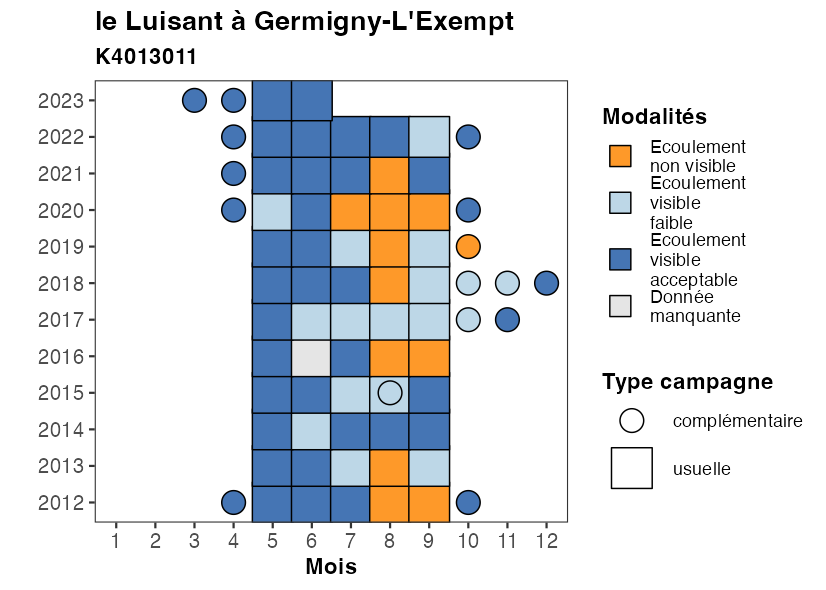 le Luisant à Germigny-L'Exempt
K4013011
2023
2022
2021
2020
2019
2018
2017
2016
2015
2014
2013
2012
1 2 3 4 5 6 7 8 9 10 11 12
Mois
Modalités
Ecoulement
non visible
Ecoulement
visible
faible
Ecoulement
visible
acceptable
Donnée
manquante
Type campagne
complémentaire
usuelle